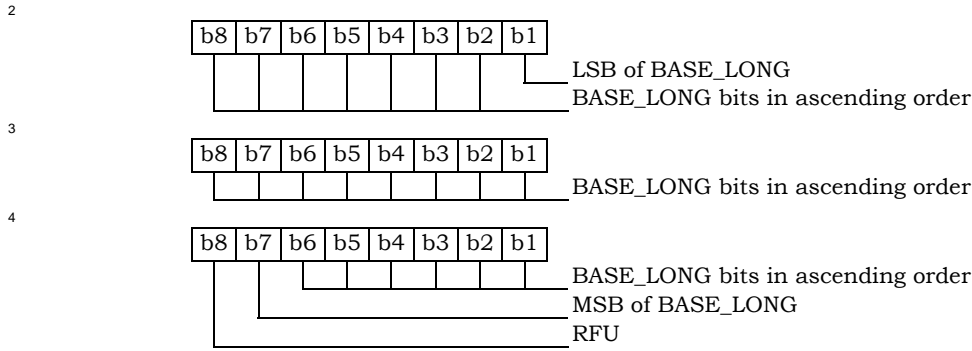 2
b8 b7 b6 b5 b4 b3 b2 b1
LSB of BASE_LONG
BASE_LONG bits in ascending order
3
b8 b7 b6 b5 b4 b3 b2 b1
BASE_LONG bits in ascending order
4
b8 b7 b6 b5 b4 b3 b2 b1
BASE_LONG bits in ascending order
MSB of BASE_LONG
RFU